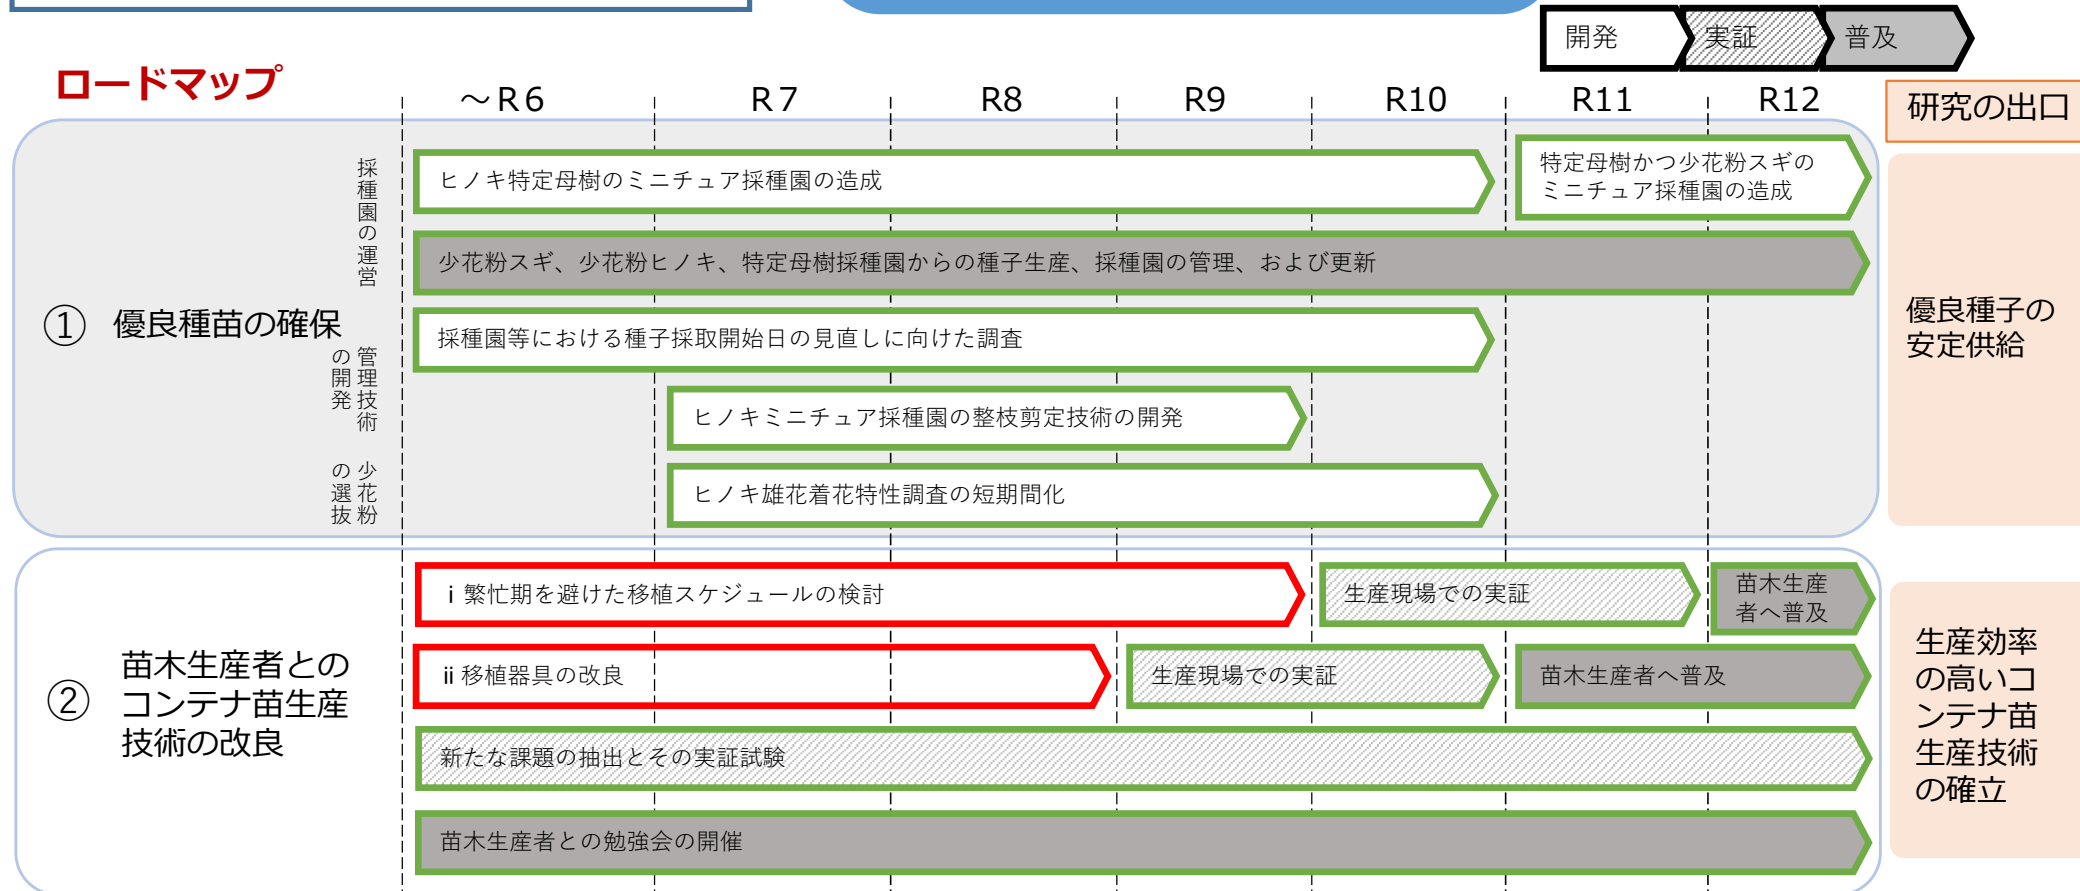 開発
実証
普及
ロードマップ
～R6
R7
R8
R9
R10
R11
R12
研究の出口
① 優良種苗の確保
採種園の運営
ヒノキ特定母樹のミニチュア採種園の造成
特定母樹かつ少花粉スギの
ミニチュア採種園の造成
少花粉スギ、少花粉ヒノキ、特定母樹採種園からの種子生産、採種園の管理、および更新
管理技術
の開発
採種園等における種子採取開始日の見直しに向けた調査
ヒノキミニチュア採種園の整枝剪定技術の開発
少花粉
の選抜
ヒノキ雄花着花特性調査の短期間化
優良種子の
安定供給
② 苗木生産者との
コンテナ苗生産
技術の改良
ⅰ繁忙期を避けた移植スケジュールの検討
生産現場での実証
苗木生産
者へ普及
ⅱ移植器具の改良
生産現場での実証
苗木生産者へ普及
新たな課題の抽出とその実証試験
苗木生産者との勉強会の開催
生産効率
の高いコ
ンテナ苗
生産技術
の確立